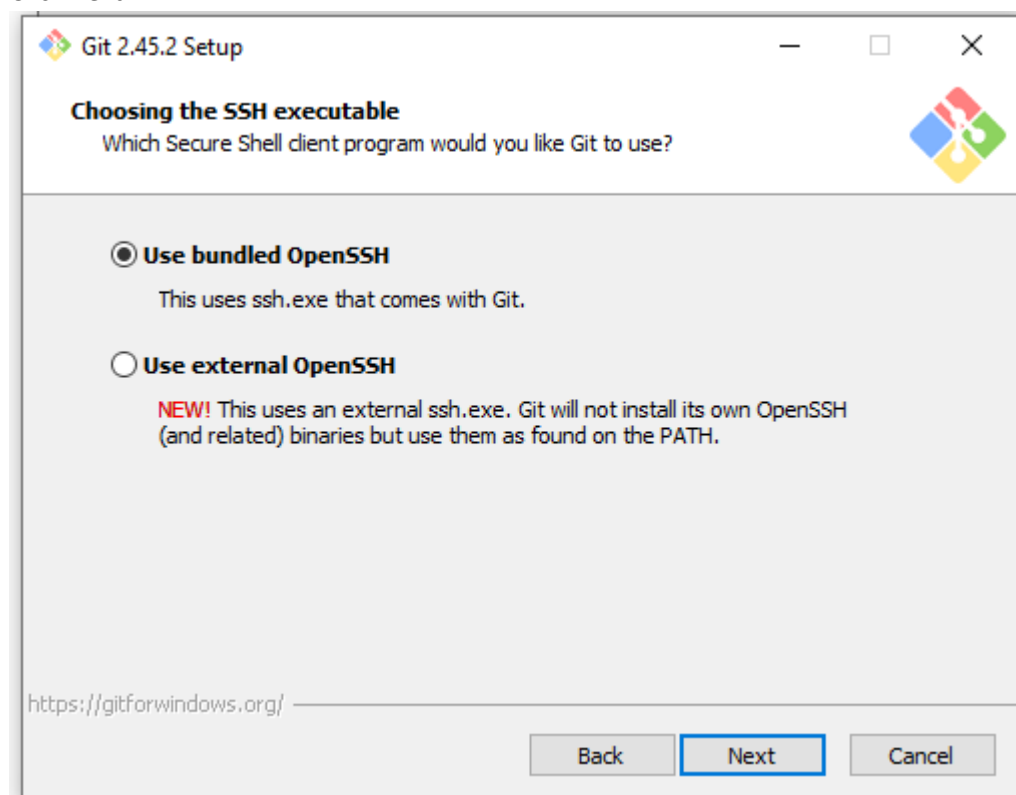 Git 2.45.2 Setup
Choosing the SSH executable
Which Secure Shell client program would you like Git to use?
Use bundled OpenSSH
This uses ssh.exe that comes with Git.
Use external OpenSSH
NEW! This uses an external ssh.exe. Git will not install its own OpenSSH
(and related) binaries but use them as found on the PATH.
https://gitforwindows.org/
Back Next Cancel